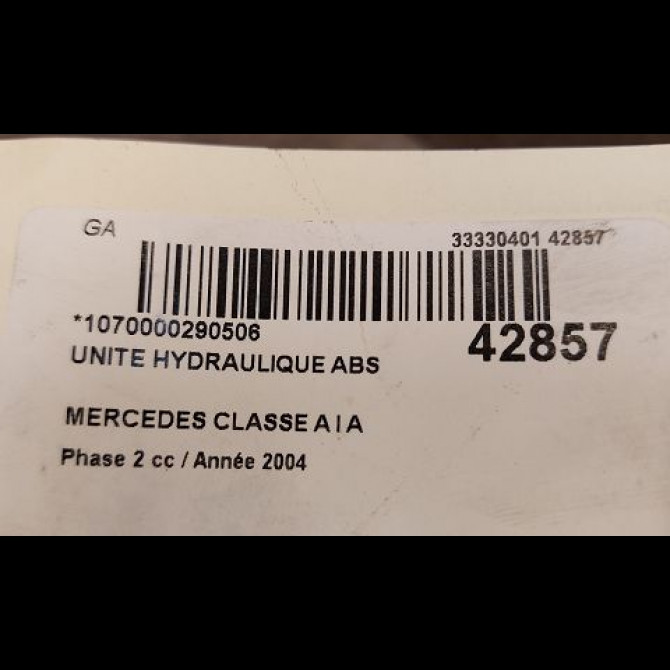 GA
33330401 42857
*1070000290506
42857
UNITE HYDRAULIQUE ABS
MERCEDES CLASSE A I A
Phase 2 cc / Année 2004